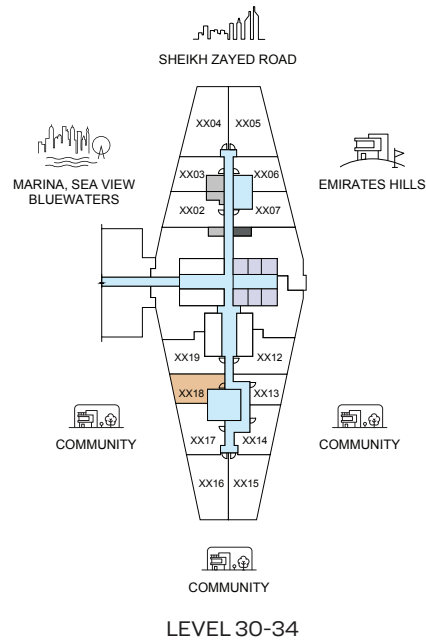 SHEIKH ZAYED ROAD
XX04
XX05
MARINA, SEA VIEW
BLUEWATERS
EMIRATES HILLS
XX03
XX06
XX02
XX07
XX19
XX12
XX18
XX13
COMMUNITY
COMMUNITY
XX17
XX14
XX16
XX15
COMMUNITY
LEVEL 30-34